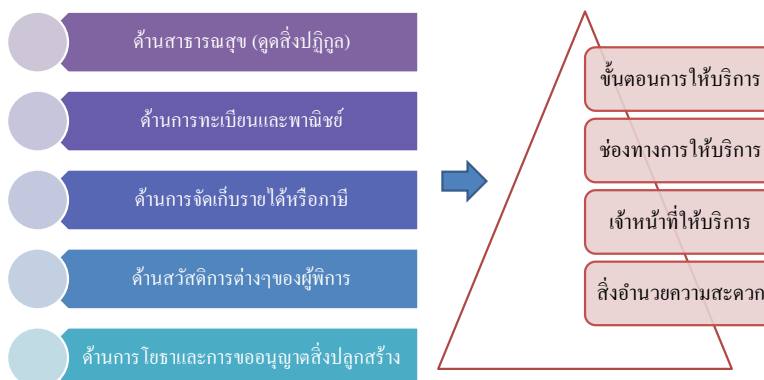 ด้านสาธารณสุข (ดูดสิ่งปฏิกูล)
ด้านการทะเบียนและพาณิชย์
ด้านการจัดเก็บรายได้หรือภาษี
ด้านสวัสดิการต่างๆของผู้พิการ
ด้านการโยธาและการขออนุญาตสิ่งปลูกสร้าง
ขั้นตอนการให้บริการ
ช่องทางการให้บริการ
เจ้าหน้าที่ให้บริการ
สิ่งอำนวยความสะดวก